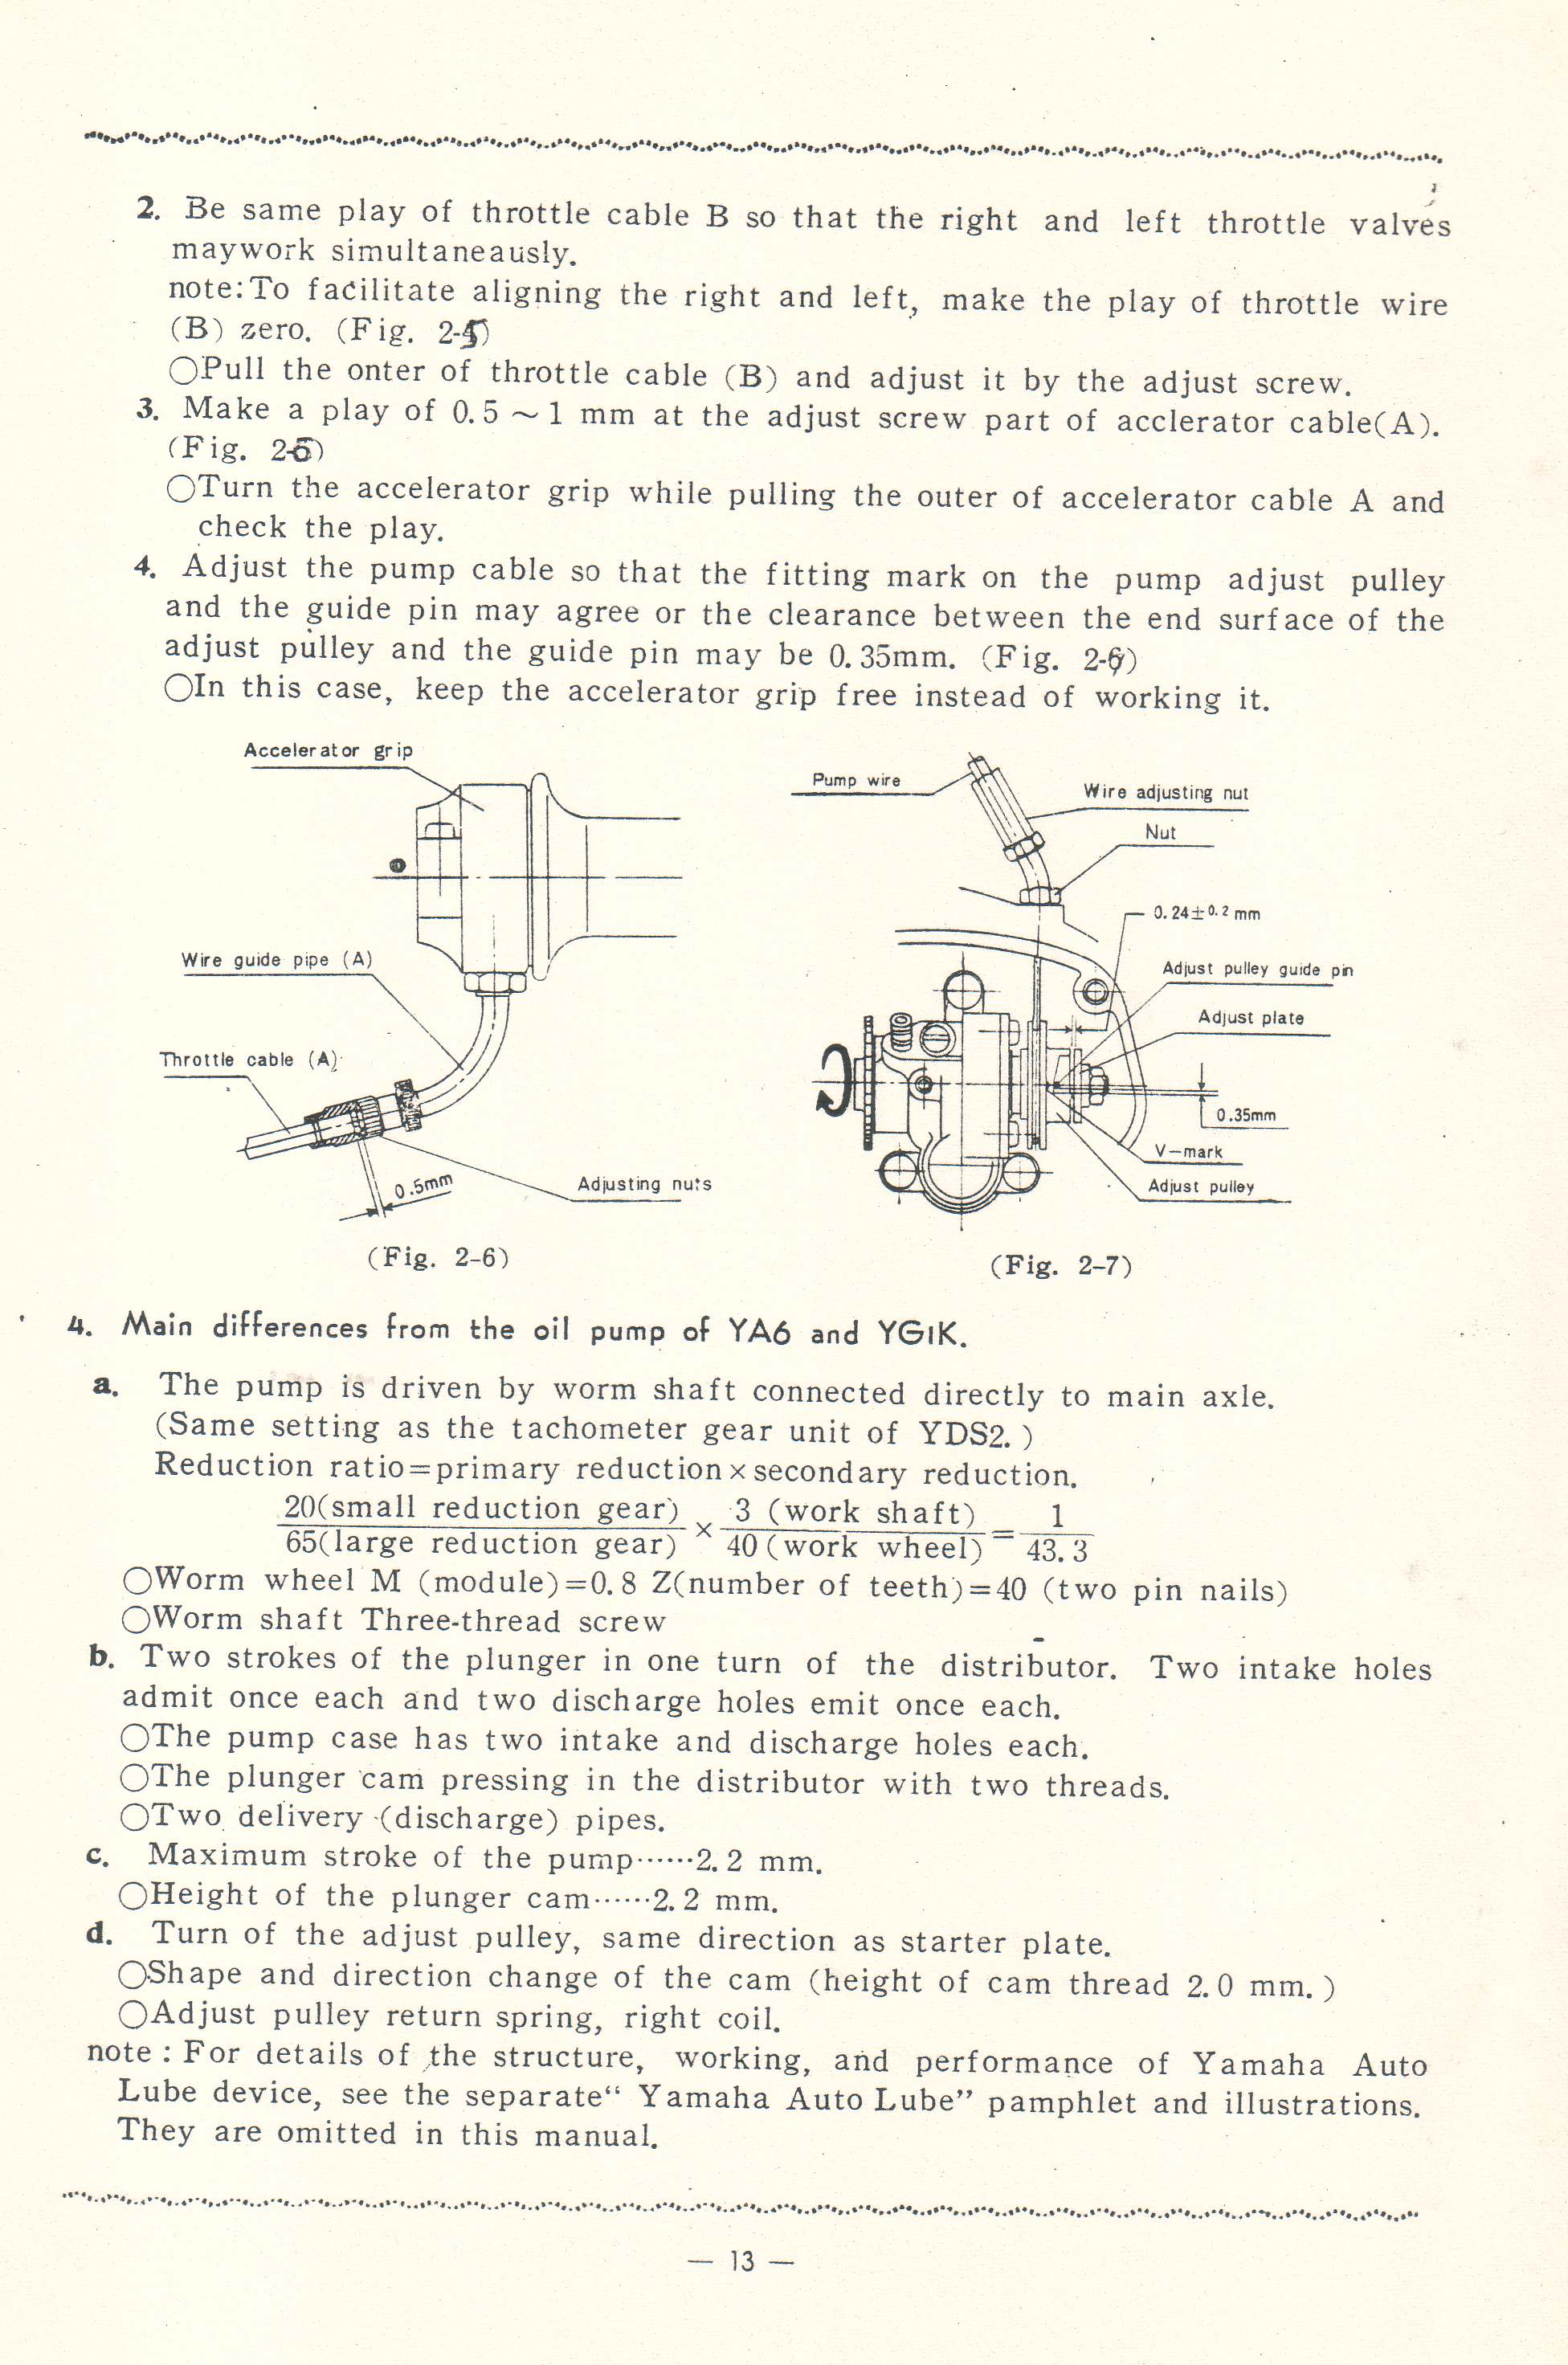 2. Be same play of throttle cable B so that the right and left throttle valves
maywork simultaneausly.
note:To facilitate aligning the right and left, make the play of throttle wire
(B) zero. (Fig. 2-5)
○Pull the onter of throttle cable (B) and adjust it by the adjust screw.
3. Make a play of 0.5 ~ 1 mm at the adjust screw part of acclerator cable(A).
(Fig. 2-6)
○Turn the accelerator grip while pulling the outer of accelerator cable A and
check the play.
4. Adjust the pump cable so that the fitting mark on the pump adjust pulley
and the guide pin may agree or the clearance between the end surface of the
adjust pulley and the guide pin may be 0.35mm. (Fig.
○In this case, keep the accelerator grip free instead of working it.
Accelerator grip
Wire guide pipe (A)
Throttle cable (A)
0.5mm
Adjusting nuts
(Fig. 2-6)
Pump wire
Wire adjusting nut
Nut
0.24±0.2 mm
Adjust pulley guide pin
Adjust plate
0.35mm
V-mark
Adjust pulley
(Fig. 2-7)
4. Main differences from the oil pump of YA6 and YG1K.
a. The pump is driven by worm shaft connected directly to main axle.
(Same setting as the tachometer gear unit of YDS2.)
Reduction ratio=primary reduction×secondary reduction.
20(small reduction gear) × 3 (work shaft) = 1
65(large reduction gear) 40 (work wheel) 43.3
○Worm wheel M (module)=0.8 Z(number of teeth)=40 (two pin nails)
○Worm shaft Three-thread screw
b. Two strokes of the plunger in one turn of the distributor. Two intake holes
admit once each and two discharge holes emit once each.
○The pump case has two intake and discharge holes each.
○The plunger cam pressing in the distributor with two threads.
○Two delivery (discharge) pipes.
c. Maximum stroke of the pump······2.2 mm.
○Height of the plunger cam······2.2 mm.
d. Turn of the adjust pulley, same direction as starter plate.
○Shape and direction change of the cam (height of cam thread 2.0 mm.)
○Adjust pulley return spring, right coil.
note : For details of the structure, working, and performance of Yamaha Auto
Lube device, see the separate“ Yamaha Auto Lube” pamphlet and illustrations.
They are omitted in this manual.
— 13 —